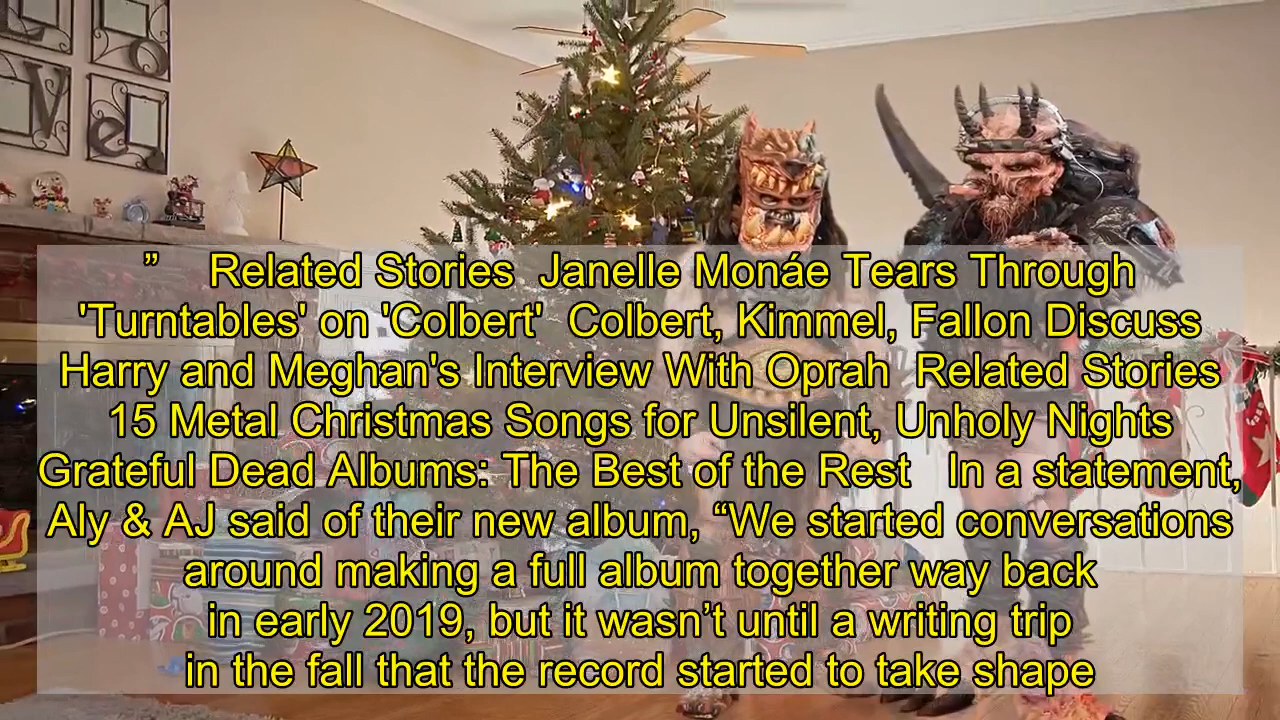 L
O
V
e
”    Related Stories  Janelle Monáe Tears Through
'Turntables' on 'Colbert'  Colbert, Kimmel, Fallon Discuss
Harry and Meghan's Interview With Oprah  Related Stories
15 Metal Christmas Songs for Unsilent, Unholy Nights
Grateful Dead Albums: The Best of the Rest   In a statement,
Aly & AJ said of their new album, “We started conversations
around making a full album together way back
in early 2019, but it wasn’t until a writing trip
in the fall that the record started to take shape